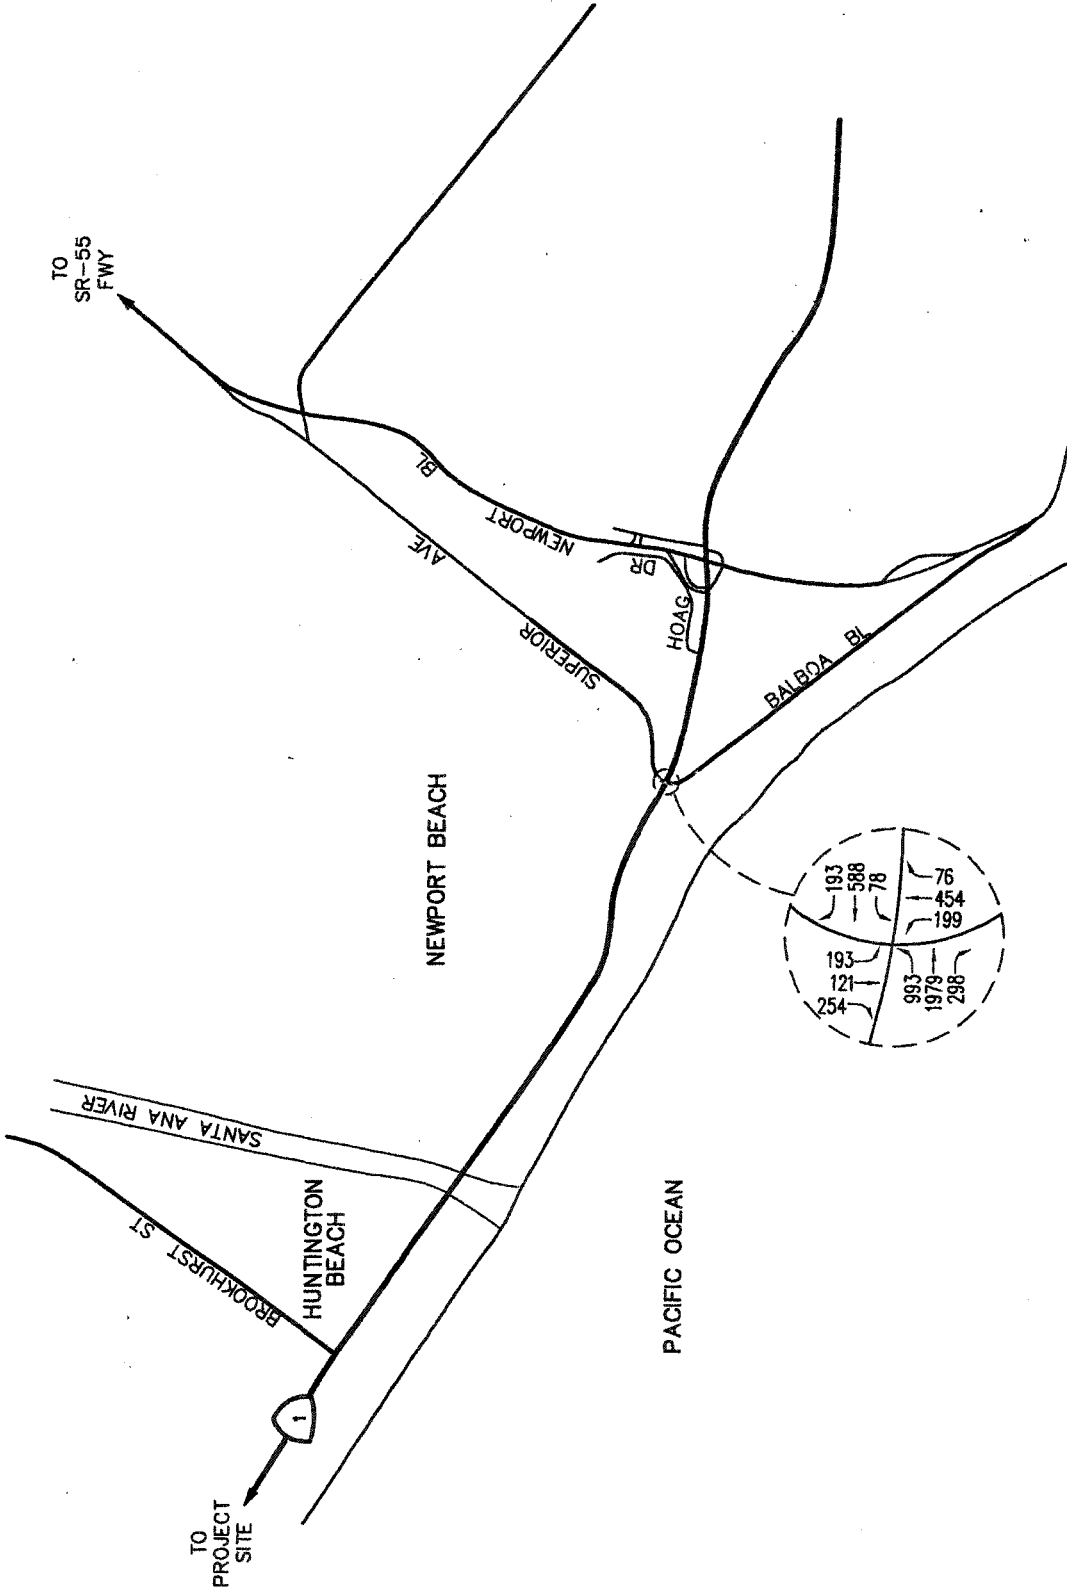 TO
SR-55
FWY
BL
NEWPORT
AVE
SUPERIOR
DR
HOAG
BALBOA BL
NEWPORT BEACH
193
588
78
76
454
199
193
121
254
993
1979
298
SANTA ANA RIVER
BROOKHURST ST
HUNTINGTON
BEACH
PACIFIC OCEAN
1
TO
PROJECT
SITE